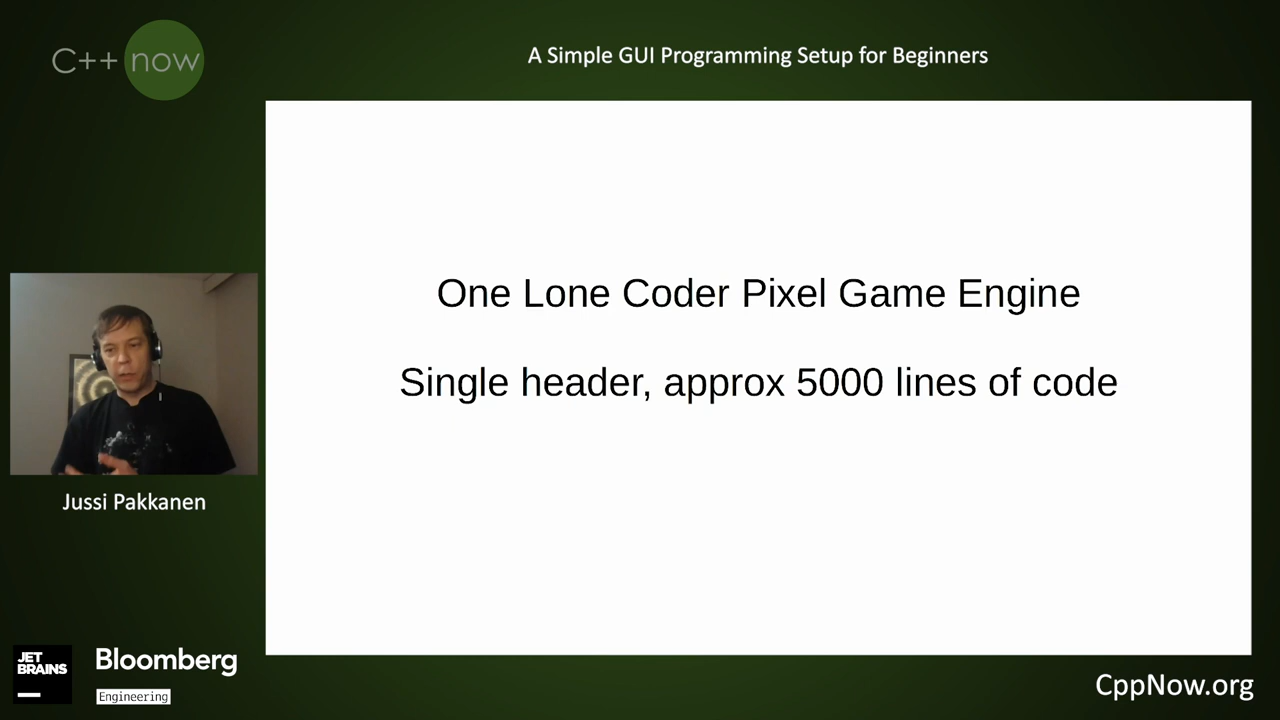 C++ now
A Simple GUI Programming Setup for Beginners
One Lone Coder Pixel Game Engine
Single header, approx 5000 lines of code
Jussi Pakkanen
JET
BRAINS
Bloomberg
Engineering
CppNow.org